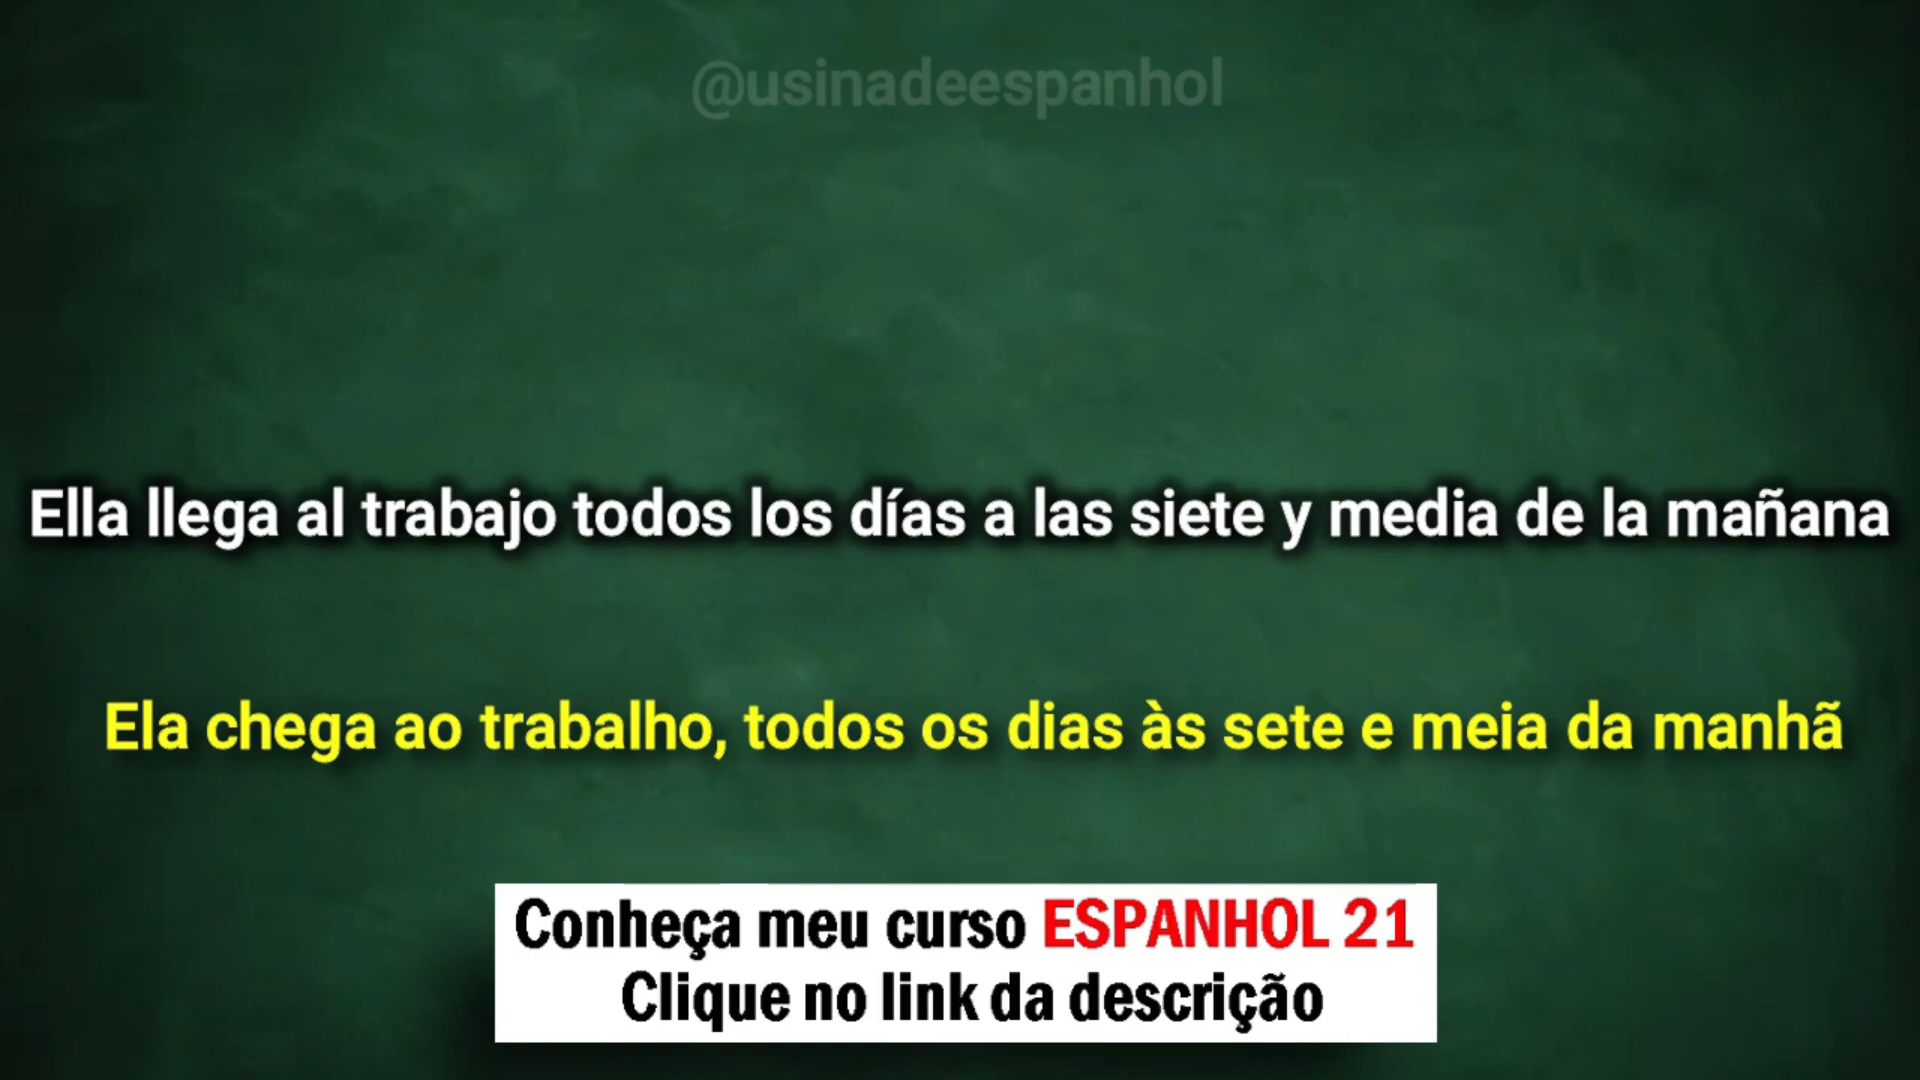 @usinadeespanhol
Ella llega al trabajo todos los días a las siete y media de la mañana
Ela chega ao trabalho, todos os dias às sete e meia da manhã
Conheça meu curso ESPANHOL 21
Clique no link da descrição